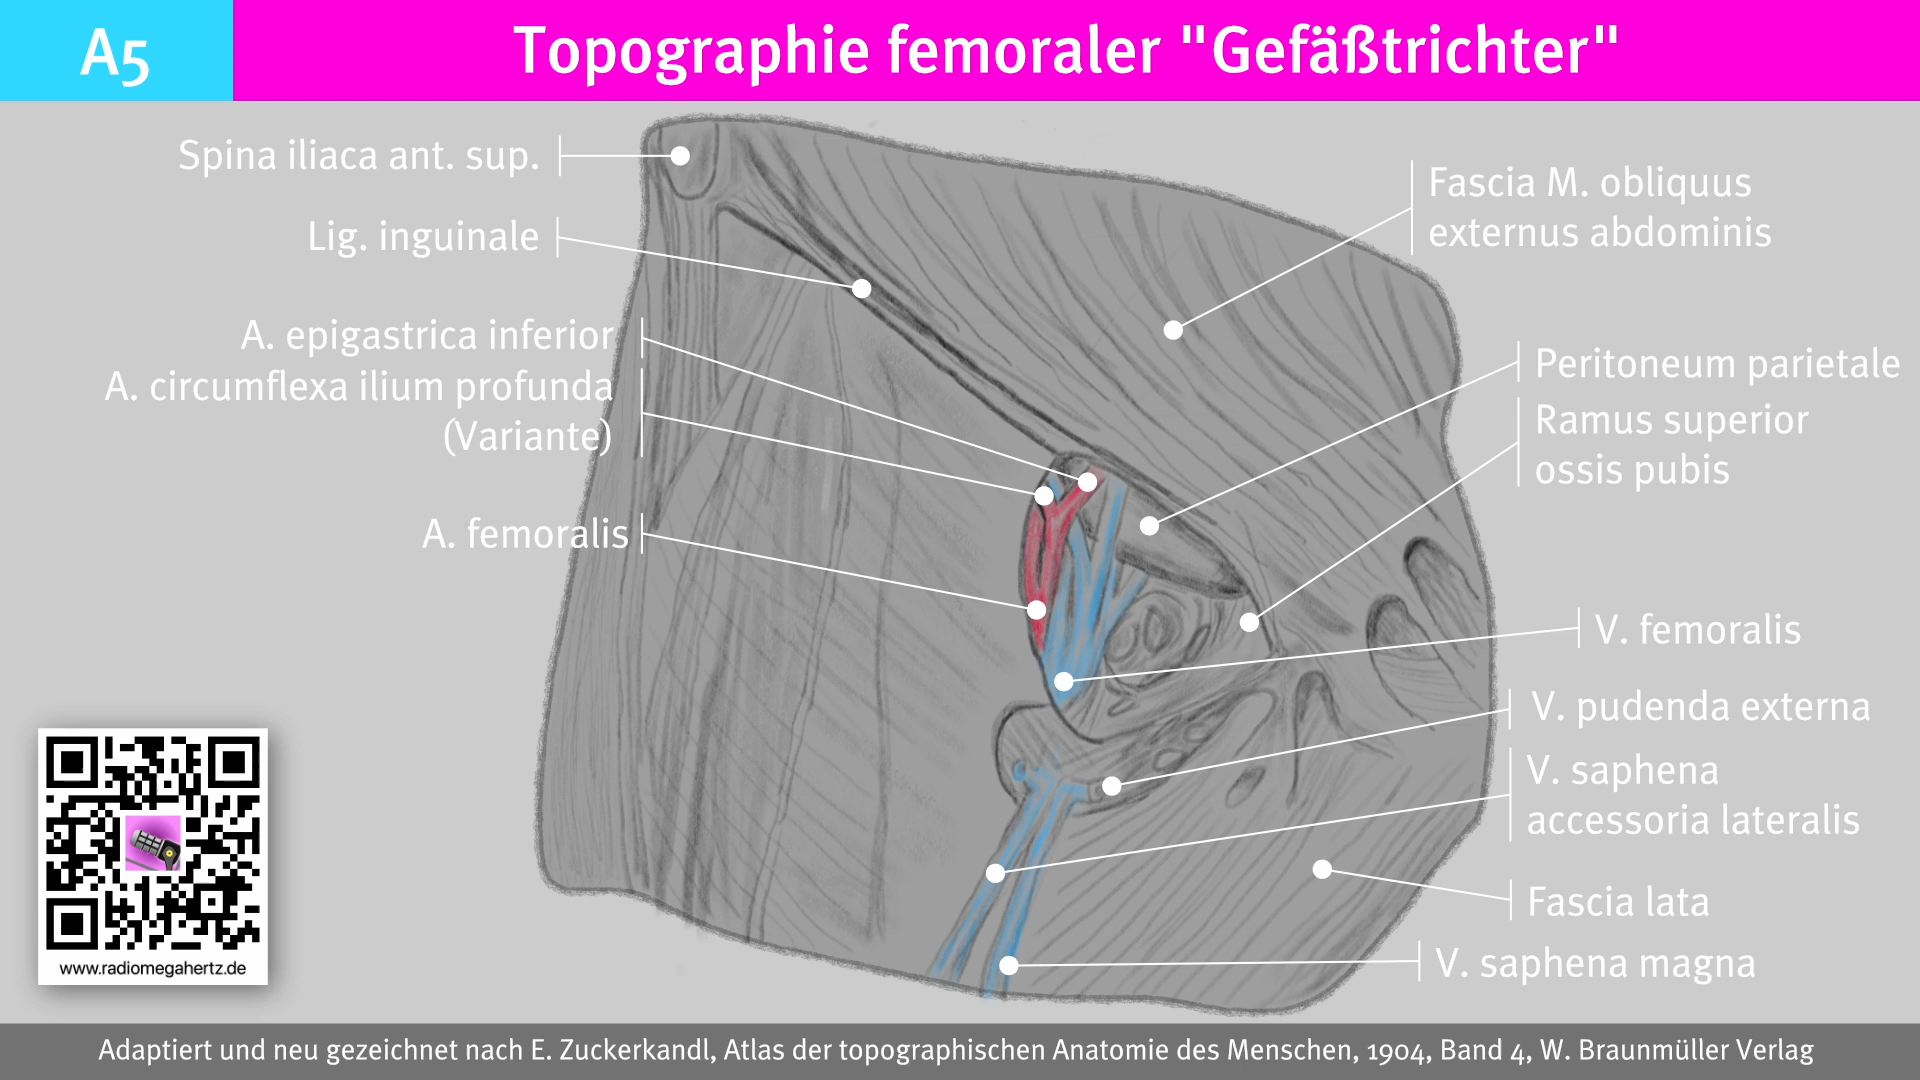 A5
Topographie femoraler "Gefäßtrichter"
Spina iliaca ant. sup.
Lig. inguinale
A. epigastrica inferior
A. circumflexa ilium profunda
(Variante)
A. femoralis
Fascia M. obliquus
externus abdominis
Peritoneum parietale
Ramus superior
ossis pubis
V. femoralis
V. pudenda externa
V. saphena
accessoria lateralis
Fascia lata
V. saphena magna
www.radiomegahertz.de
Adaptiert und neu gezeichnet nach E. Zuckerkandl, Atlas der topographischen Anatomie des Menschen, 1904, Band 4, W. Braunmüller Verlag